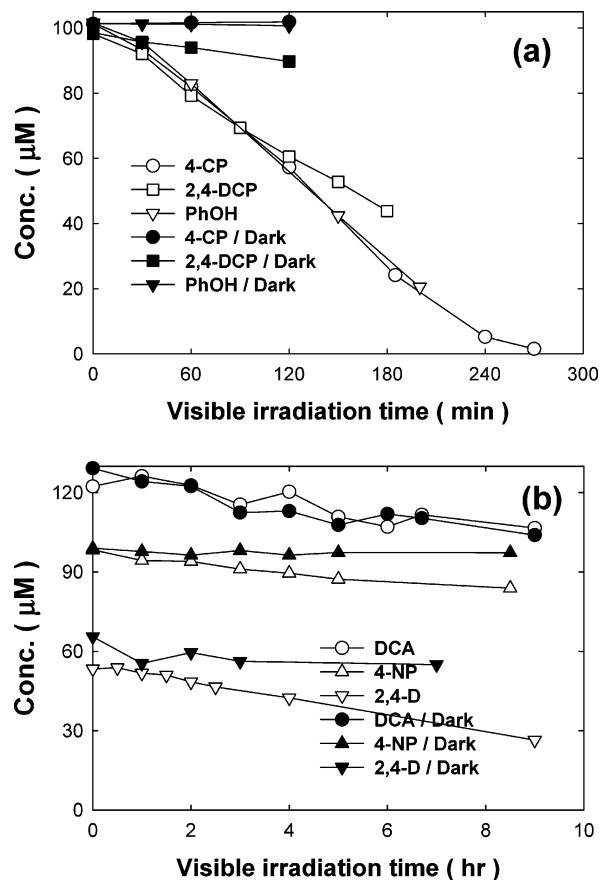 (a)
100
80
60
40
20
0
Conc. ( μM )
4-CP
2,4-DCP
PhOH
4-CP / Dark
2,4-DCP / Dark
PhOH / Dark
0 60 120 180 240 300
Visible irradiation time ( min )
(b)
120
90
60
30
0
Conc. ( μM )
DCA
4-NP
2,4-D
DCA / Dark
4-NP / Dark
2,4-D / Dark
0 2 4 6 8 10
Visible irradiation time ( hr )